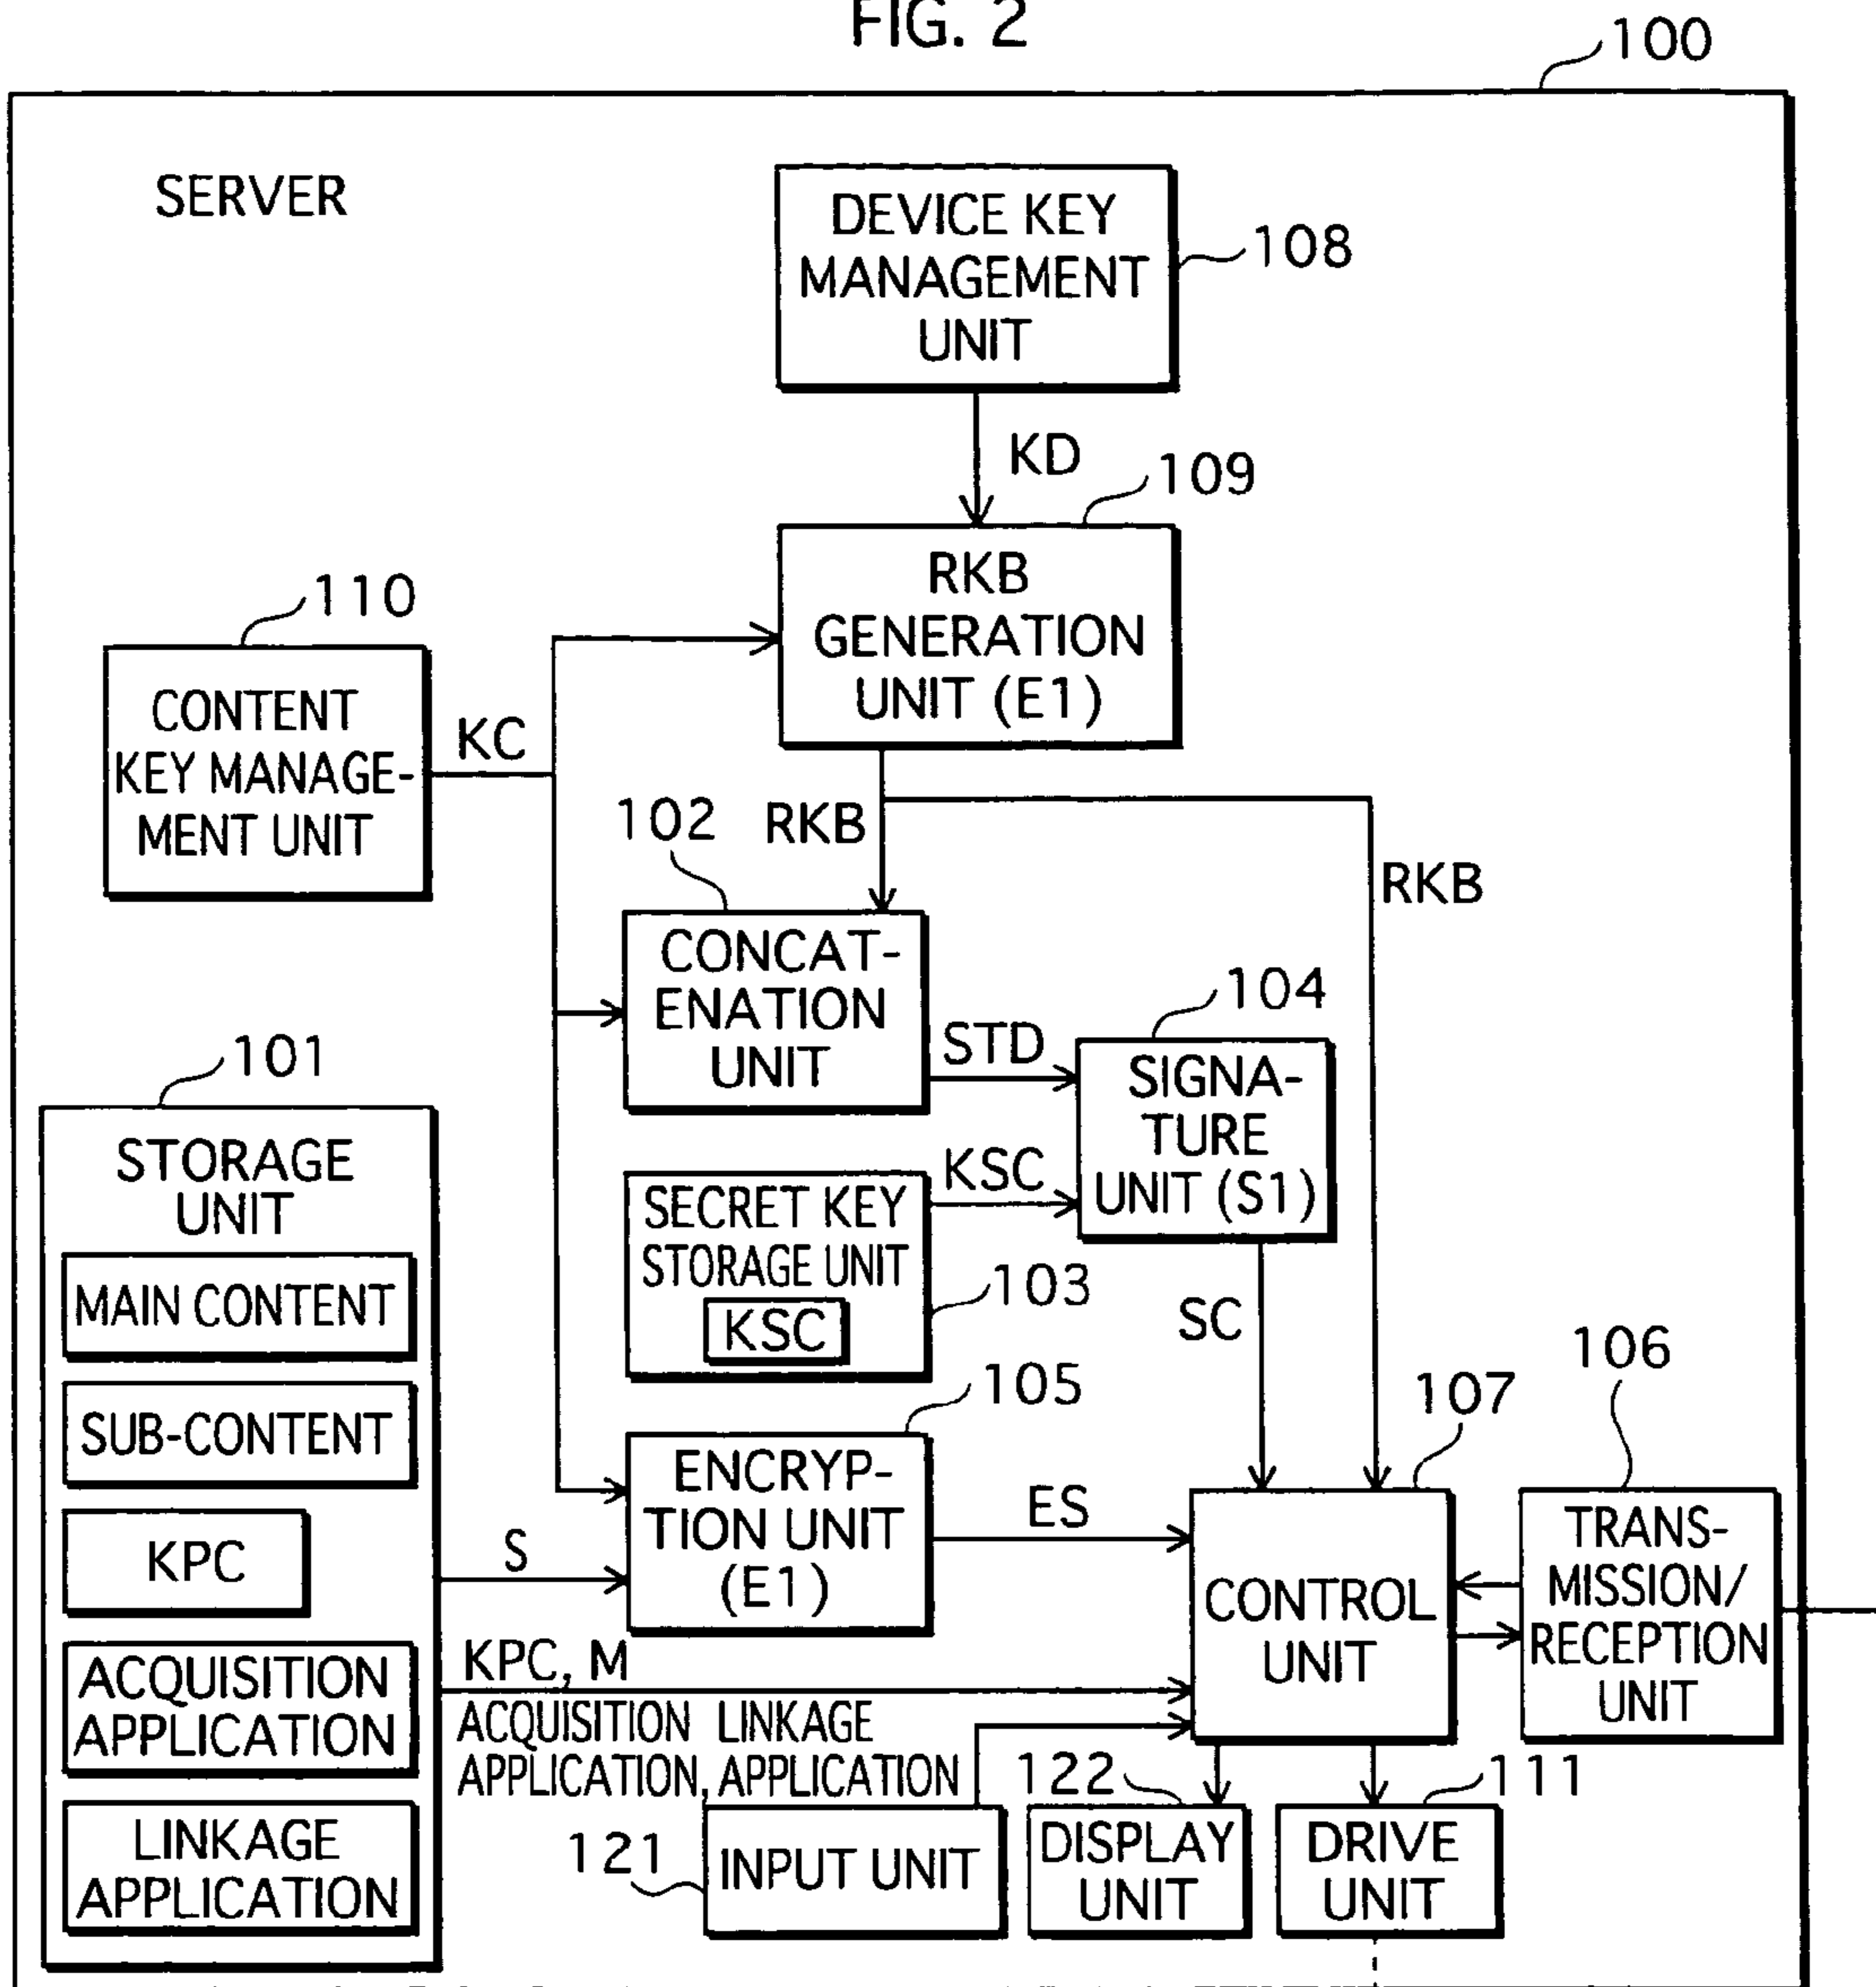 FIG. 2
100
SERVER
DEVICE KEY
MANAGEMENT
UNIT
108
KD
109
RKB
GENERATION
UNIT (E1)
110
CONTENT
KEY MANAGE-
MENT UNIT
KC
102
RKB
RKB
CONCAT-
ENATION
UNIT
104
STD
SIGNA-
TURE
UNIT (S1)
101
STORAGE
UNIT
MAIN CONTENT
SUB-CONTENT
KPC
ACQUISITION
APPLICATION
LINKAGE
APPLICATION
KSC
SECRET KEY
STORAGE UNIT
KSC
103
SC
105
ENCRYP-
TION UNIT
(E1)
S
ES
107
106
CONTROL
UNIT
TRANS-
MISSION/
RECEPTION
UNIT
KPC, M
ACQUISITION LINKAGE
APPLICATION, APPLICATION
121
INPUT UNIT
122
DISPLAY
UNIT
111
DRIVE
UNIT